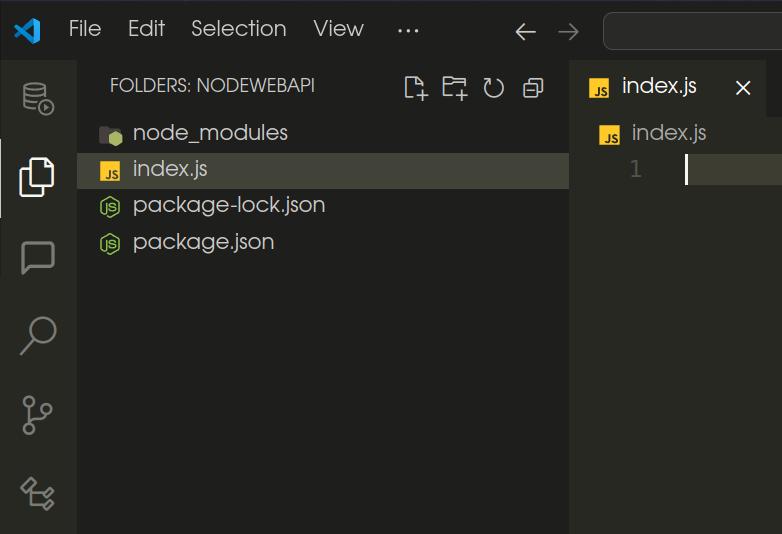 File Edit Selection View ...
FOLDERS: NODEWEBAPI
node_modules
index.js
package-lock.json
package.json
JS index.js
JS index.js
1